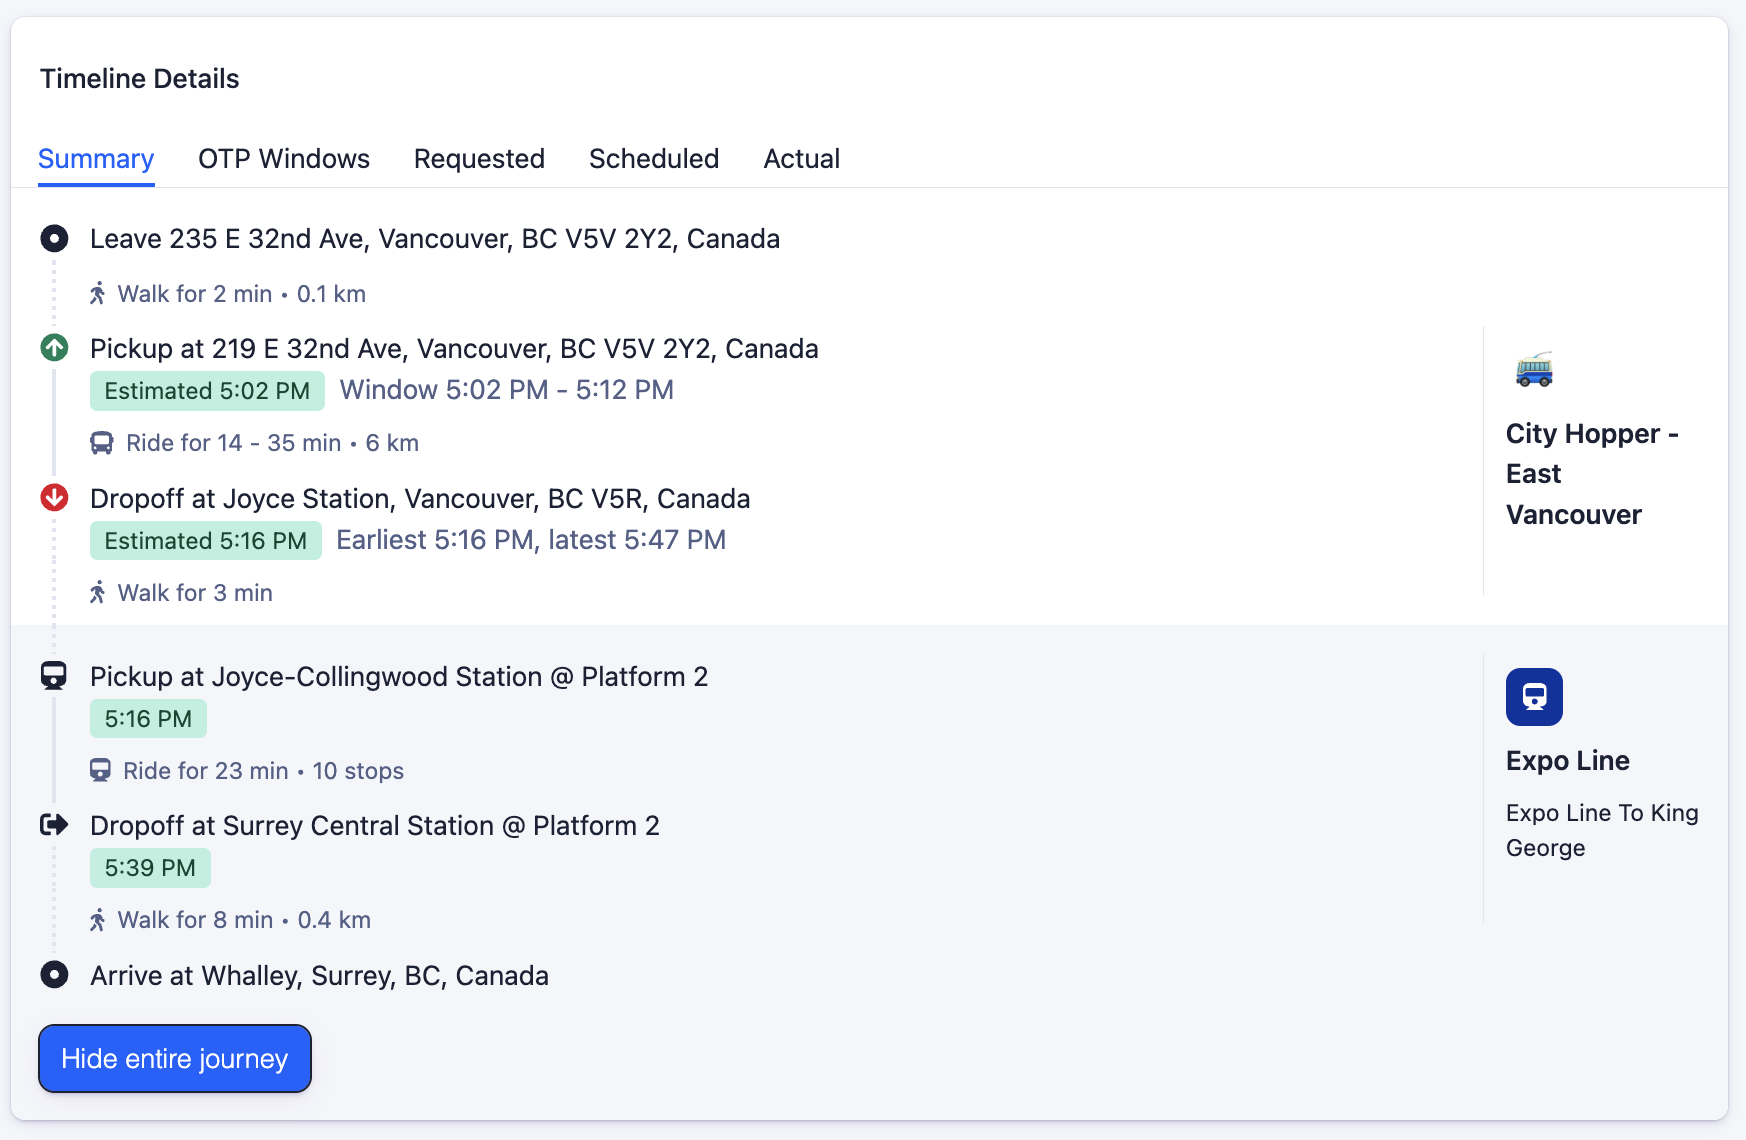 Timeline Details
Summary OTP Windows Requested Scheduled Actual
Leave 235 E 32nd Ave, Vancouver, BC V5V 2Y2, Canada
Walk for 2 min • 0.1 km
Pickup at 219 E 32nd Ave, Vancouver, BC V5V 2Y2, Canada
Estimated 5:02 PM Window 5:02 PM - 5:12 PM
Ride for 14 - 35 min • 6 km
Dropoff at Joyce Station, Vancouver, BC V5R, Canada
Estimated 5:16 PM Earliest 5:16 PM, latest 5:47 PM
Walk for 3 min
City Hopper -
East
Vancouver
Pickup at Joyce-Collingwood Station @ Platform 2
5:16 PM
Ride for 23 min • 10 stops
Dropoff at Surrey Central Station @ Platform 2
5:39 PM
Walk for 8 min • 0.4 km
Arrive at Whalley, Surrey, BC, Canada
Expo Line
Expo Line To King
George
Hide entire journey